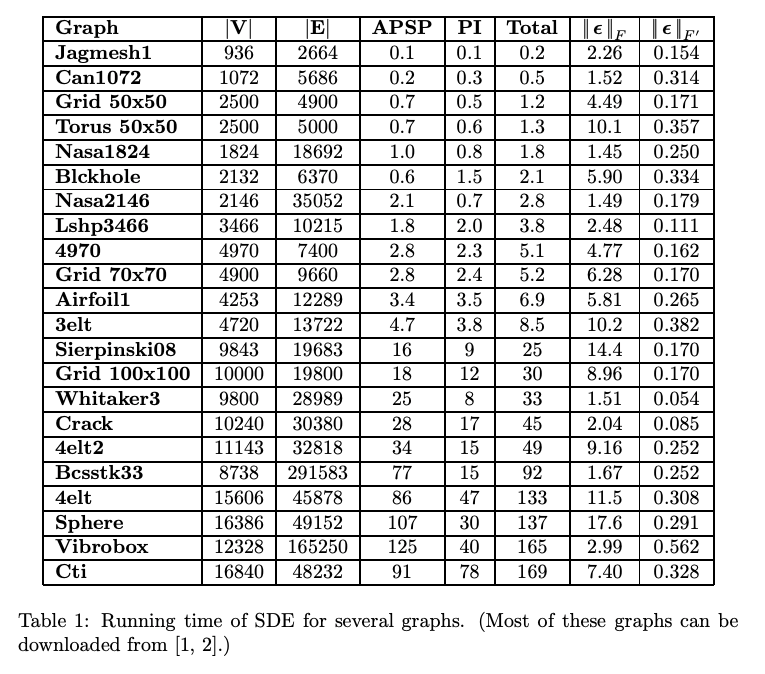 Graph |V| |E| APSP PI Total ‖ϵ‖_F ‖ϵ‖_F′
Jagmesh1 936 2664 0.1 0.1 0.2 2.26 0.154
Can1072 1072 5686 0.2 0.3 0.5 1.52 0.314
Grid 50x50 2500 4900 0.7 0.5 1.2 4.49 0.171
Torus 50x50 2500 5000 0.7 0.6 1.3 10.1 0.357
Nasa1824 1824 18692 1.0 0.8 1.8 1.45 0.250
Blckhole 2132 6370 0.6 1.5 2.1 5.90 0.334
Nasa2146 2146 35052 2.1 0.7 2.8 1.49 0.179
Lshp3466 3466 10215 1.8 2.0 3.8 2.48 0.111
4970 4970 7400 2.8 2.3 5.1 4.77 0.162
Grid 70x70 4900 9660 2.8 2.4 5.2 6.28 0.170
Airfoil1 4253 12289 3.4 3.5 6.9 5.81 0.265
3elt 4720 13722 4.7 3.8 8.5 10.2 0.382
Sierpinski08 9843 19683 16 9 25 14.4 0.170
Grid 100x100 10000 19800 18 12 30 8.96 0.170
Whitaker3 9800 28989 25 8 33 1.51 0.054
Crack 10240 30380 28 17 45 2.04 0.085
4elt2 11143 32818 34 15 49 9.16 0.252
Bcsstk33 8738 291583 77 15 92 1.67 0.252
4elt 15606 45878 86 47 133 11.5 0.308
Sphere 16386 49152 107 30 137 17.6 0.291
Vibrobox 12328 165250 125 40 165 2.99 0.562
Cti 16840 48232 91 78 169 7.40 0.328
Table 1: Running time of SDE for several graphs. (Most of these graphs can be
downloaded from [1, 2].)